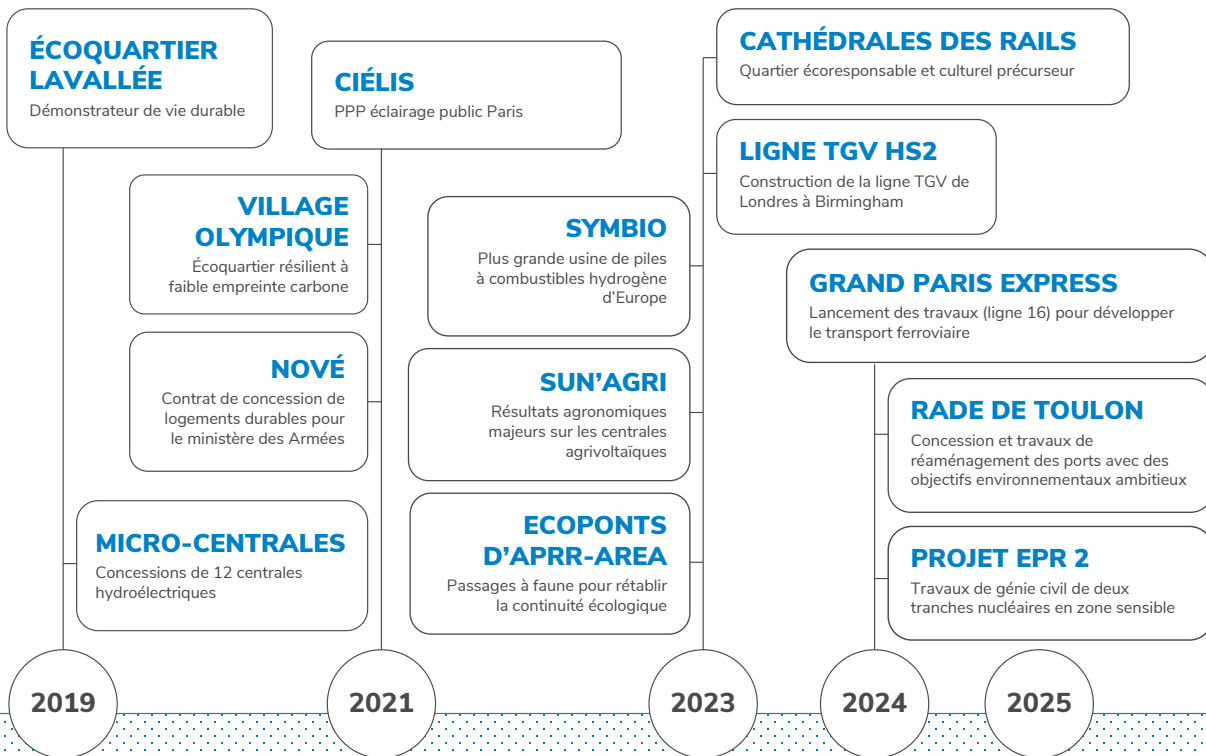 ÉCOQUARTIER
LAVALLÉE
Démonstrateur de vie durable
CIÉLIS
PPP éclairage public Paris
CATHÉDRALES DES RAILS
Quartier écoresponsable et culturel précurseur
LIGNE TGV HS2
Construction de la ligne TGV de
Londres à Birmingham
VILLAGE
OLYMPIQUE
Écoquartier résilient à
faible empreinte carbone
SYMBIO
Plus grande usine de piles
à combustibles hydrogène
d’Europe
GRAND PARIS EXPRESS
Lancement des travaux (ligne 16) pour développer
le transport ferroviaire
NOVÉ
Contrat de concession de
logements durables pour
le ministère des Armées
SUN’AGRI
Résultats agronomiques
majeurs sur les centrales
agrivoltaïques
RADE DE TOULON
Concession et travaux de
réaménagement des ports avec des
objectifs environnementaux ambitieux
MICRO-CENTRALES
Concessions de 12 centrales
hydroélectriques
ECOPONTS
D’APRR-AREA
Passages à faune pour rétablir
la continuité écologique
PROJET EPR 2
Travaux de génie civil de deux
tranches nucléaires en zone sensible
2019
2021
2023
2024
2025